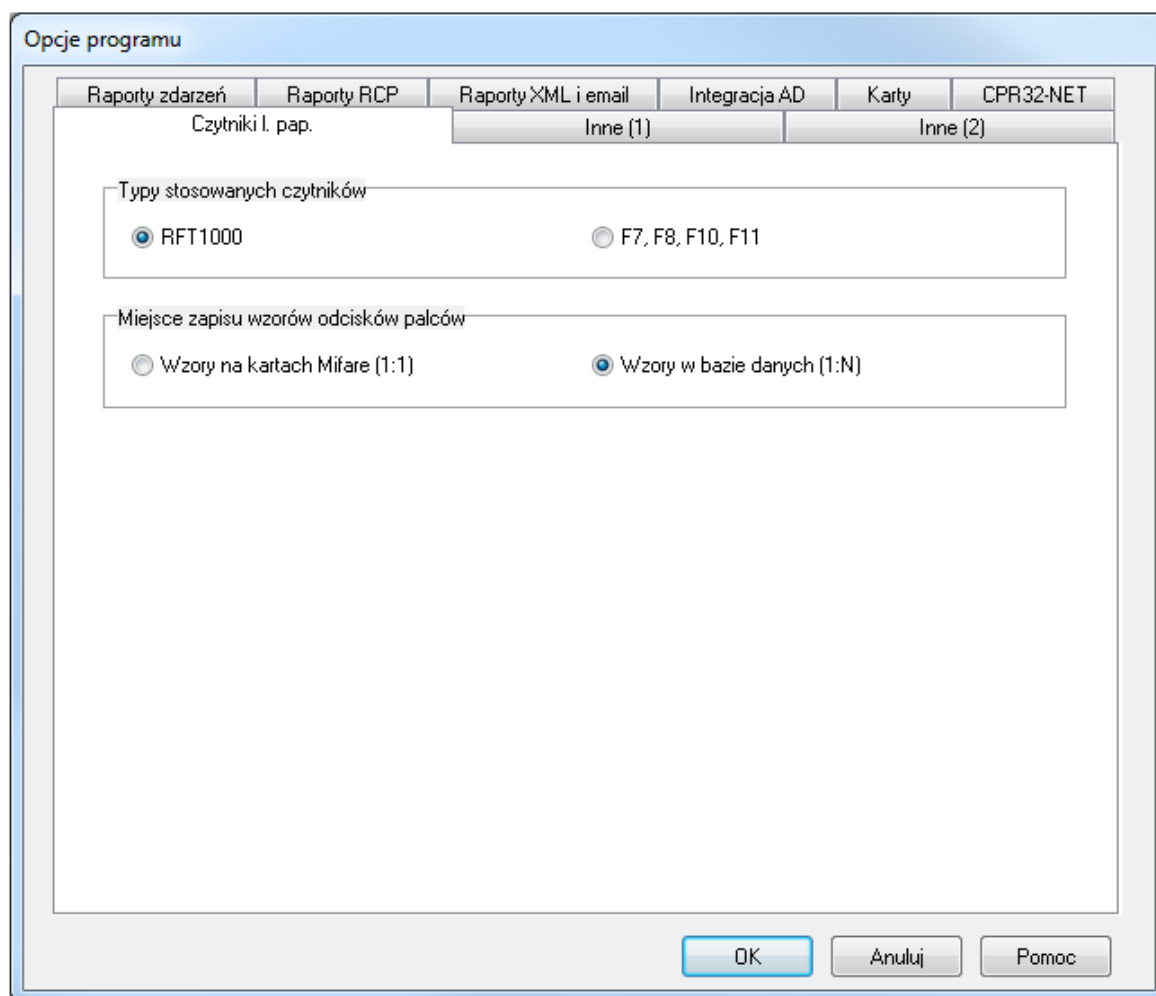 Opcje programu
Raporty zdarzeń Raporty RCP Raporty XML i email Integracja AD Karty CPR32-NET
Czytniki l. pap. Inne (1) Inne (2)
Typy stosowanych czytników
RFT1000 F7, F8, F10, F11
Miejsce zapisu wzorów odcisków palców
Wzory na kartach Mifare (1:1) Wzory w bazie danych (1:N)
OK Anuluj Pomoc